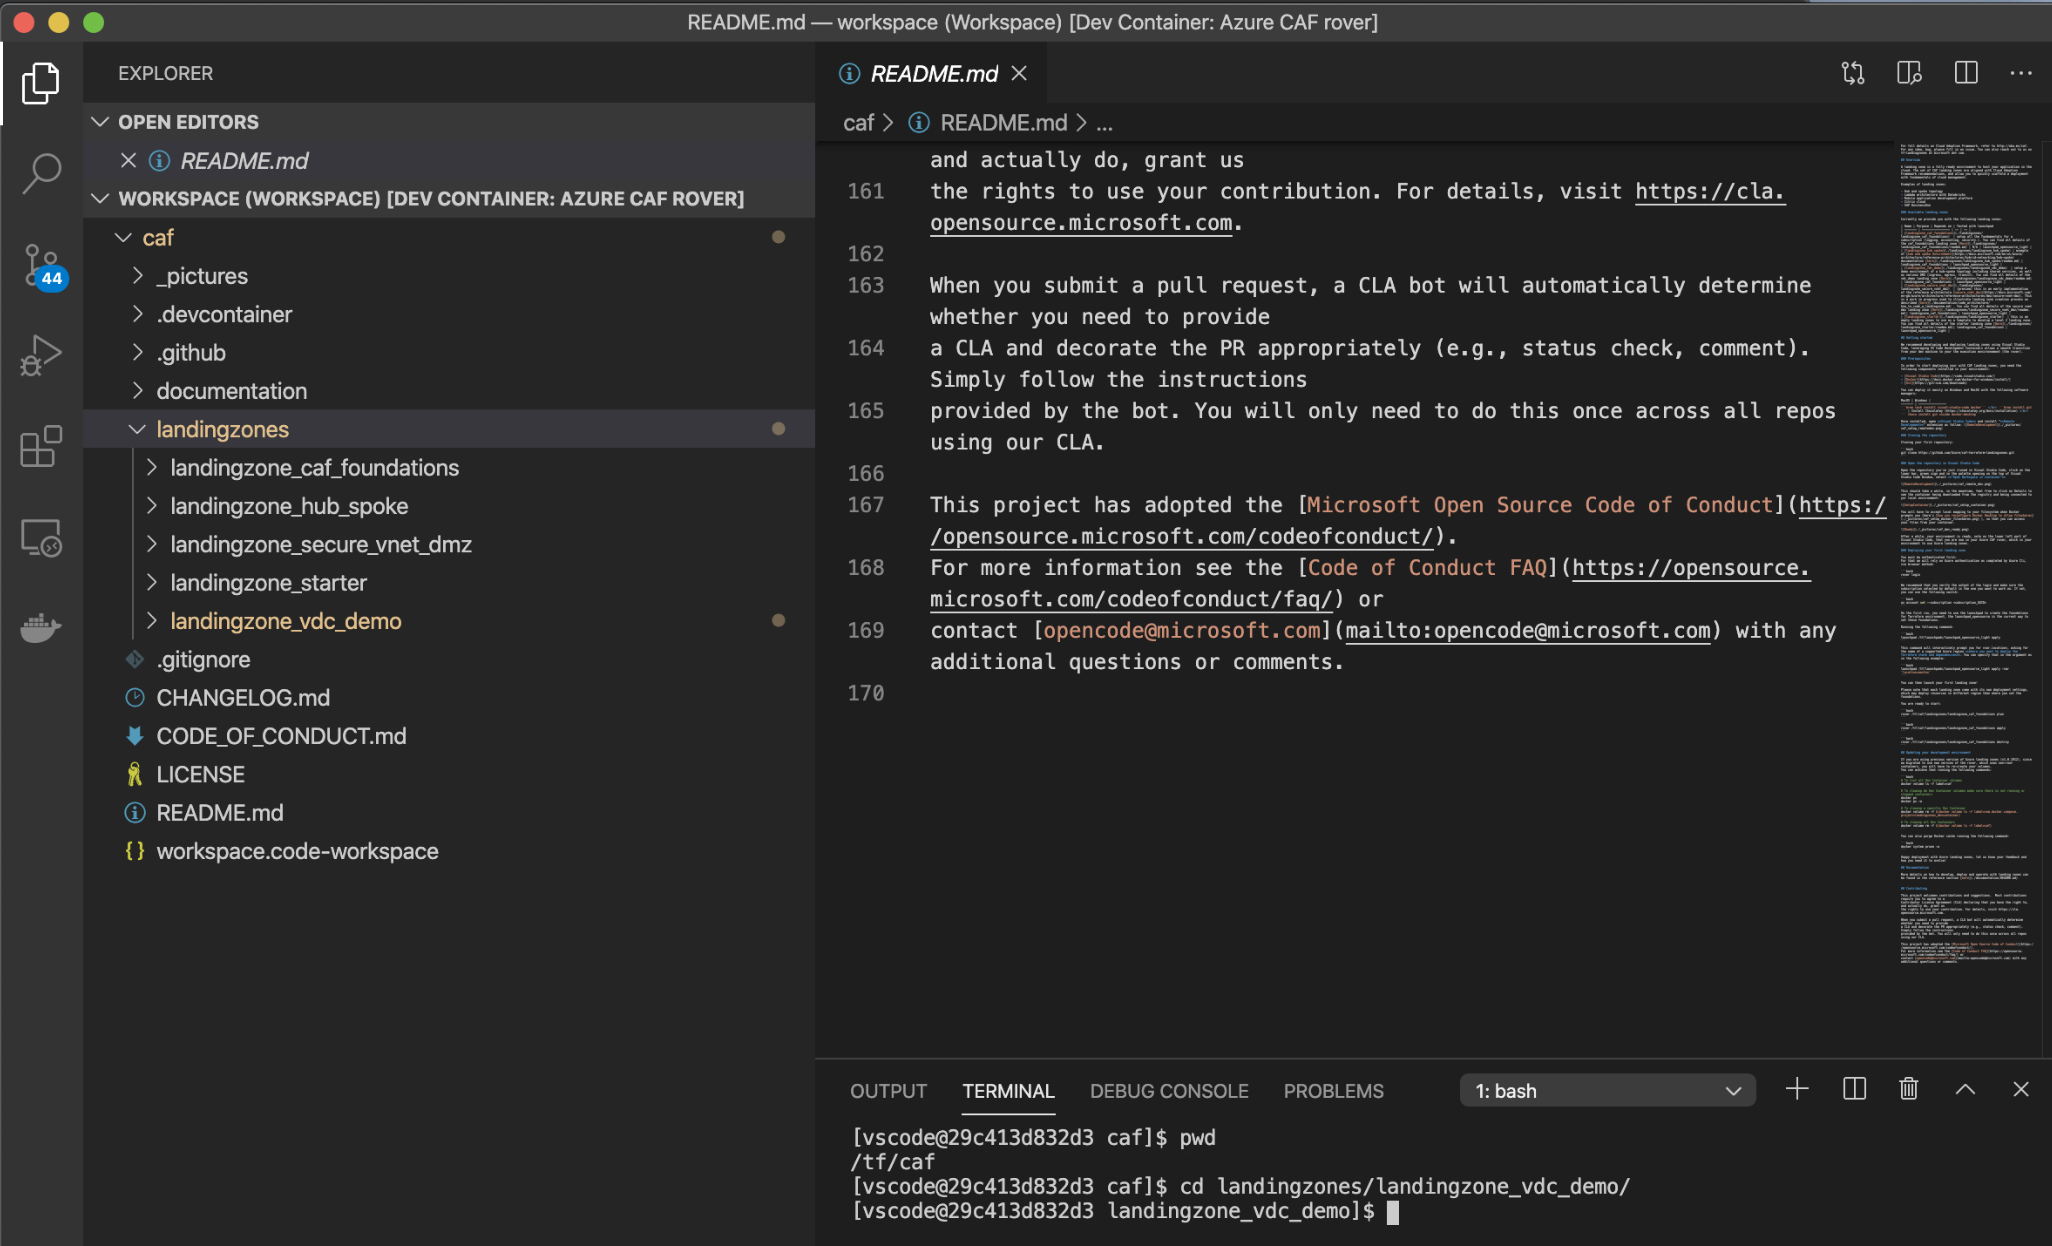 README.md — workspace (Workspace) [Dev Container: Azure CAF rover]
EXPLORER
OPEN EDITORS
README.md
WORKSPACE (WORKSPACE) [DEV CONTAINER: AZURE CAF ROVER]
caf
_pictures
.devcontainer
.github
documentation
landingzones
landingzone_caf_foundations
landingzone_hub_spoke
landingzone_secure_vnet_dmz
landingzone_starter
landingzone_vdc_demo
.gitignore
CHANGELOG.md
CODE_OF_CONDUCT.md
LICENSE
README.md
workspace.code-workspace
44
README.md
caf > README.md > ...
and actually do, grant us
161 the rights to use your contribution. For details, visit https://cla.
opensource.microsoft.com.
162
163 When you submit a pull request, a CLA bot will automatically determine
whether you need to provide
164 a CLA and decorate the PR appropriately (e.g., status check, comment).
Simply follow the instructions
165 provided by the bot. You will only need to do this once across all repos
using our CLA.
166
167 This project has adopted the [Microsoft Open Source Code of Conduct](https:/
/opensource.microsoft.com/codeofconduct/).
168 For more information see the [Code of Conduct FAQ](https://opensource.
microsoft.com/codeofconduct/faq/) or
169 contact [opencode@microsoft.com](mailto:opencode@microsoft.com) with any
additional questions or comments.
170
OUTPUT TERMINAL DEBUG CONSOLE PROBLEMS 1: bash
[vscode@29c413d832d3 caf]$ pwd
/tf/caf
[vscode@29c413d832d3 caf]$ cd landingzones/landingzone_vdc_demo/
[vscode@29c413d832d3 landingzone_vdc_demo]$